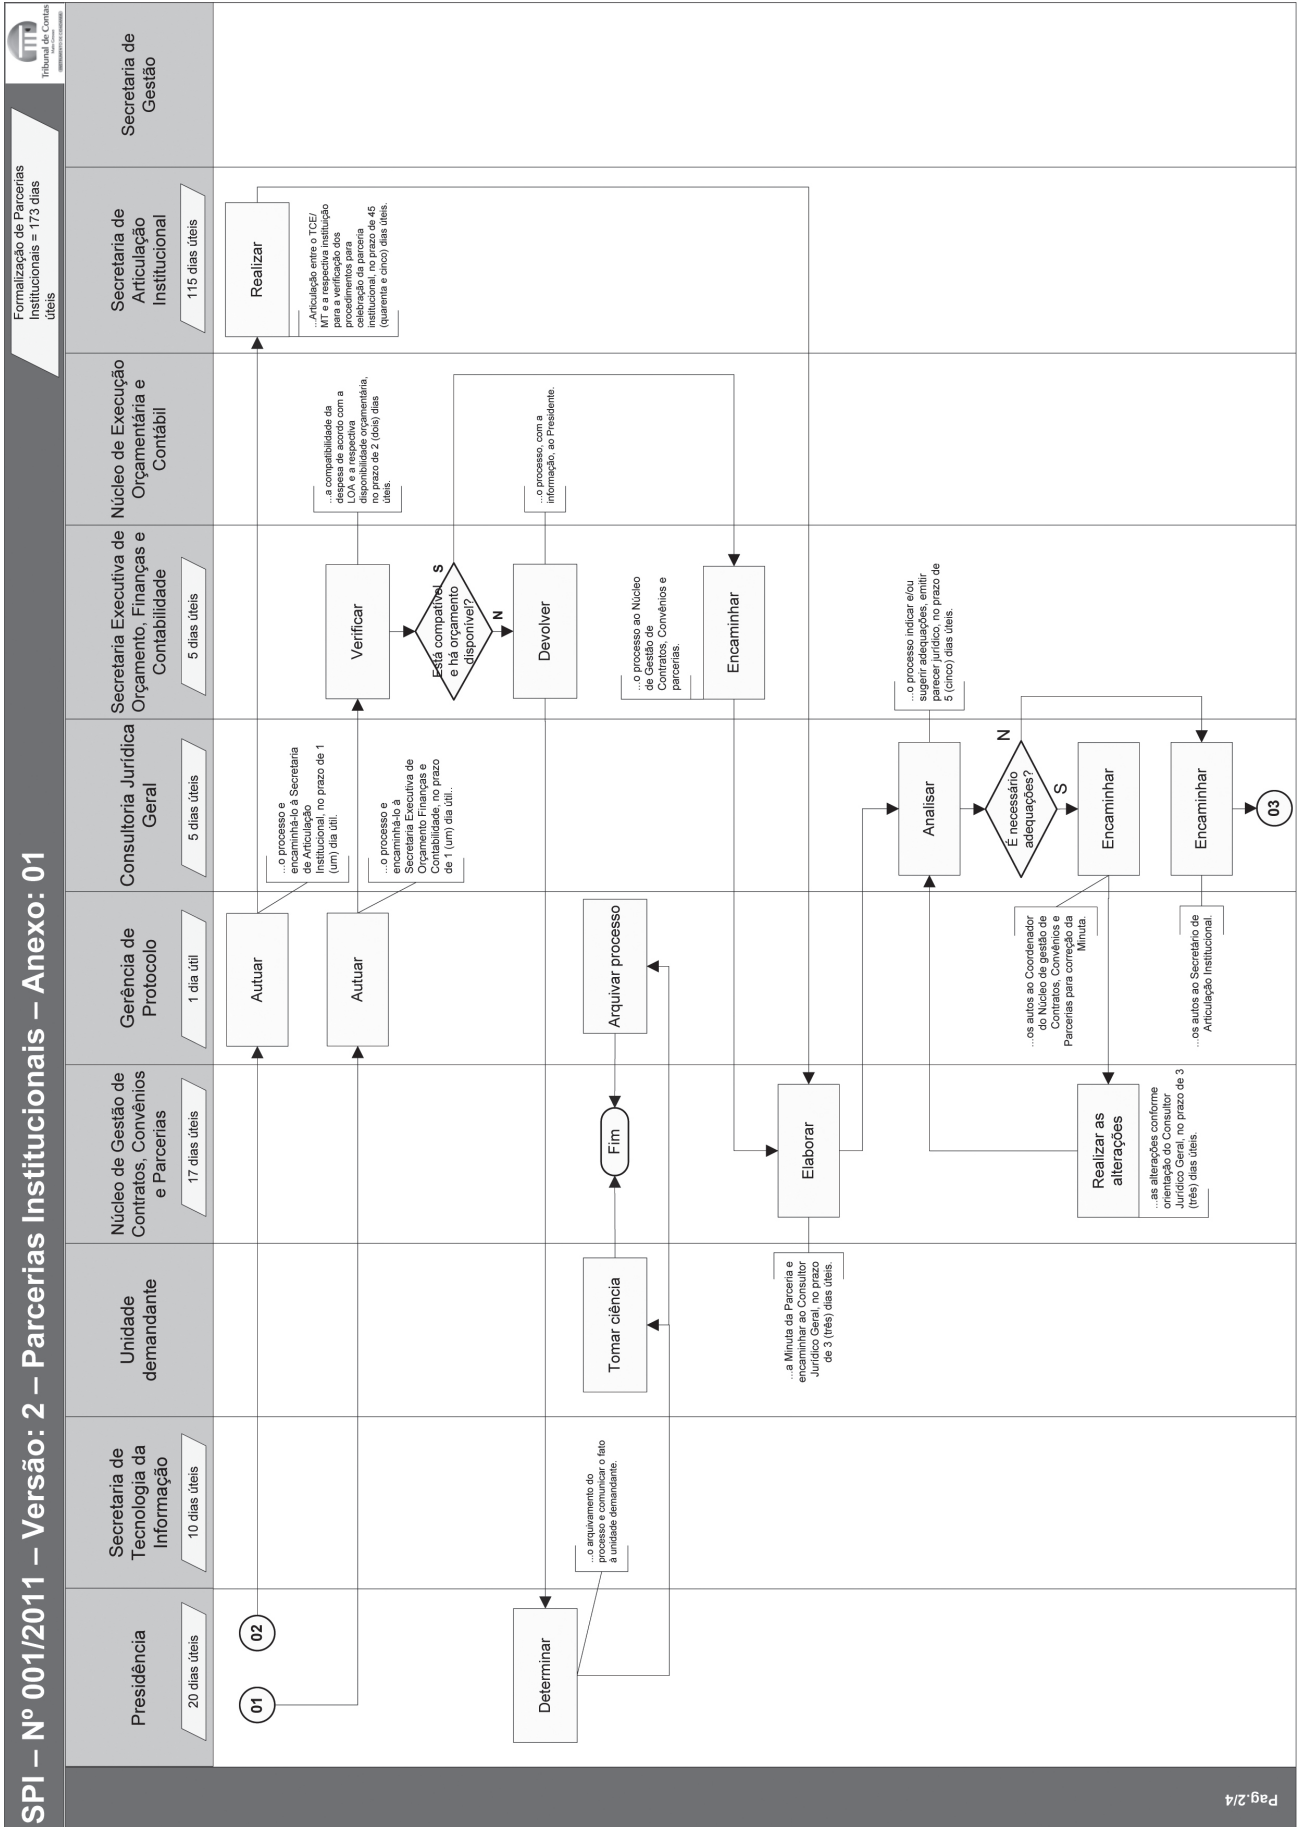 SPI – Nº 001/2011 – Versão: 2 – Parcerias Institucionais – Anexo: 01
Formalização de Parcerias
Institucionais = 173 dias
úteis
Tribunal de Contas
Mato Grosso
Presidência
20 dias úteis
Secretaria de
Tecnologia da
Informação
10 dias úteis
Unidade
demandante
Núcleo de Gestão de
Contratos, Convênios
e Parcerias
17 dias úteis
Gerência de
Protocolo
1 dia útil
Consultoria Jurídica
Geral
5 dias úteis
Secretaria Executiva de
Orçamento, Finanças e
Contabilidade
5 dias úteis
Núcleo de Execução
Orçamentária e
Contábil
Secretaria de
Articulação
Institucional
115 dias úteis
Secretaria de
Gestão
01
02
Autuar
...o processo e
encaminhá-lo à Secretaria
de Articulação
Institucional, no prazo de 1
(um) dia útil.
Realizar
...Articulação entre o TCE/
MT e a respectiva instituição
para a verificação dos
procedimentos para
celebração da parceria
institucional, no prazo de 45
(quarenta e cinco) dias úteis.
Autuar
...o processo e
encaminhá-lo à
Secretaria Executiva de
Orçamento Finanças e
Contabilidade, no prazo
de 1 (um) dia útil..
Verificar
...a compatibilidade da
despesa de acordo com a
LOA e a respectiva
disponibilidade orçamentária,
no prazo de 2 (dois) dias
úteis.
Está compatível
e há orçamento
disponível?
S
N
Devolver
...o processo, com a
informação, ao Presidente.
Determinar
...o arquivamento do
processo e comunicar o fato
à unidade demandante.
Tomar ciência
Fim
Arquivar processo
...o processo ao Núcleo
de Gestão de
Contratos, Convênios e
parcerias.
Encaminhar
Elaborar
...a Minuta da Parceria e
encaminhar ao Consultor
Jurídico Geral, no prazo
de 3 (três) dias úteis.
Analisar
...o processo indicar e/ou
sugerir adequações, emitir
parecer jurídico, no prazo de
5 (cinco) dias úteis.
É necessário
adequações?
N
S
Encaminhar
...os autos ao Coordenador
do Núcleo de gestão de
Contratos, Convênios e
Parcerias para correção da
Minuta.
Realizar as
alterações
...as alterações conforme
orientação do Consultor
Jurídico Geral, no prazo de 3
(três) dias úteis.
Encaminhar
...os autos ao Secretário de
Articulação Institucional.
03
Pag.2/4